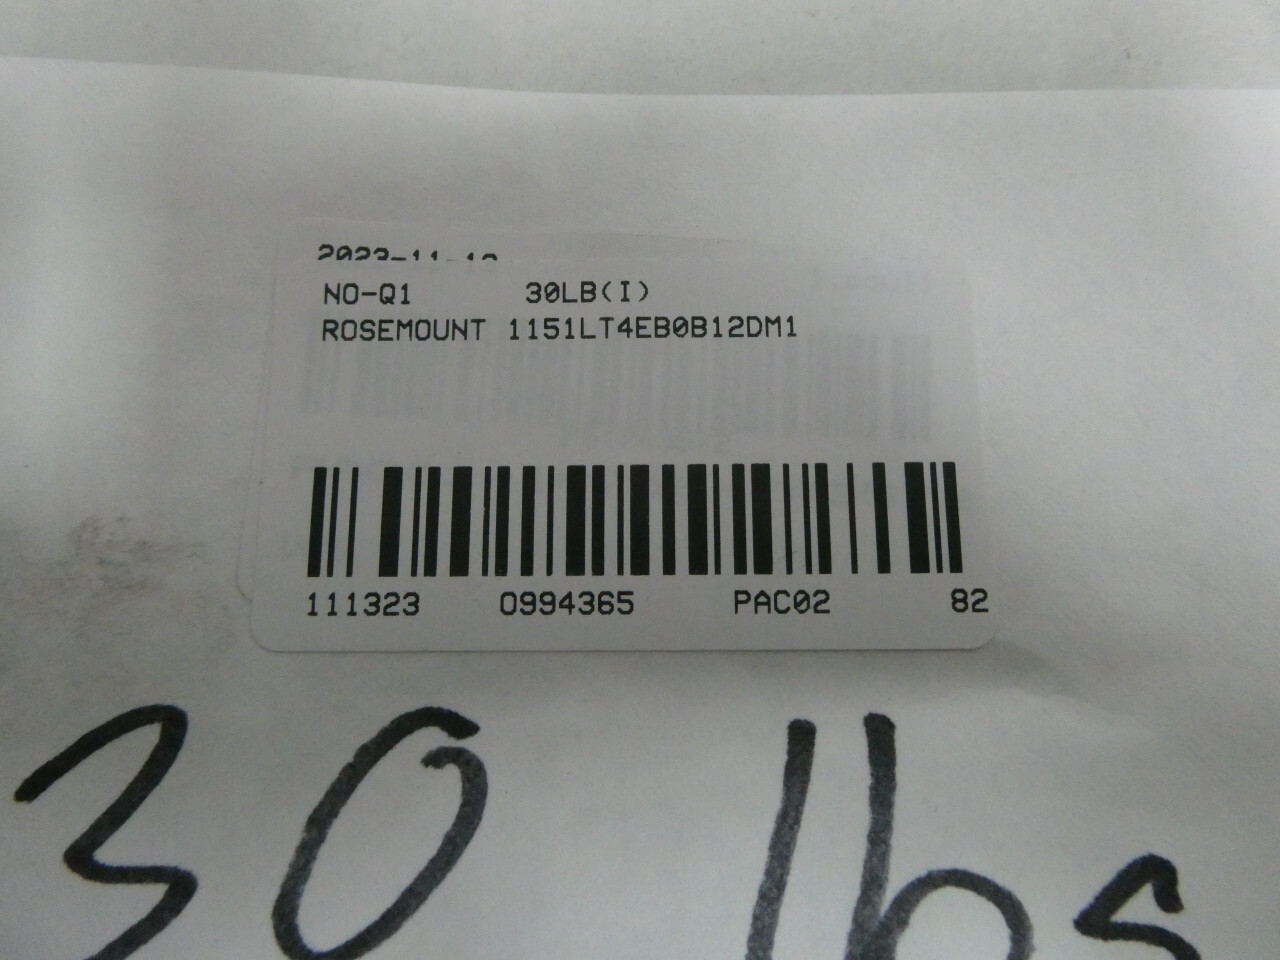 NO-Q1 30LB(I)
ROSEMOUNT 1151LT4EB0B12DM1
111323 0994365 PAC02 82
30 lbs